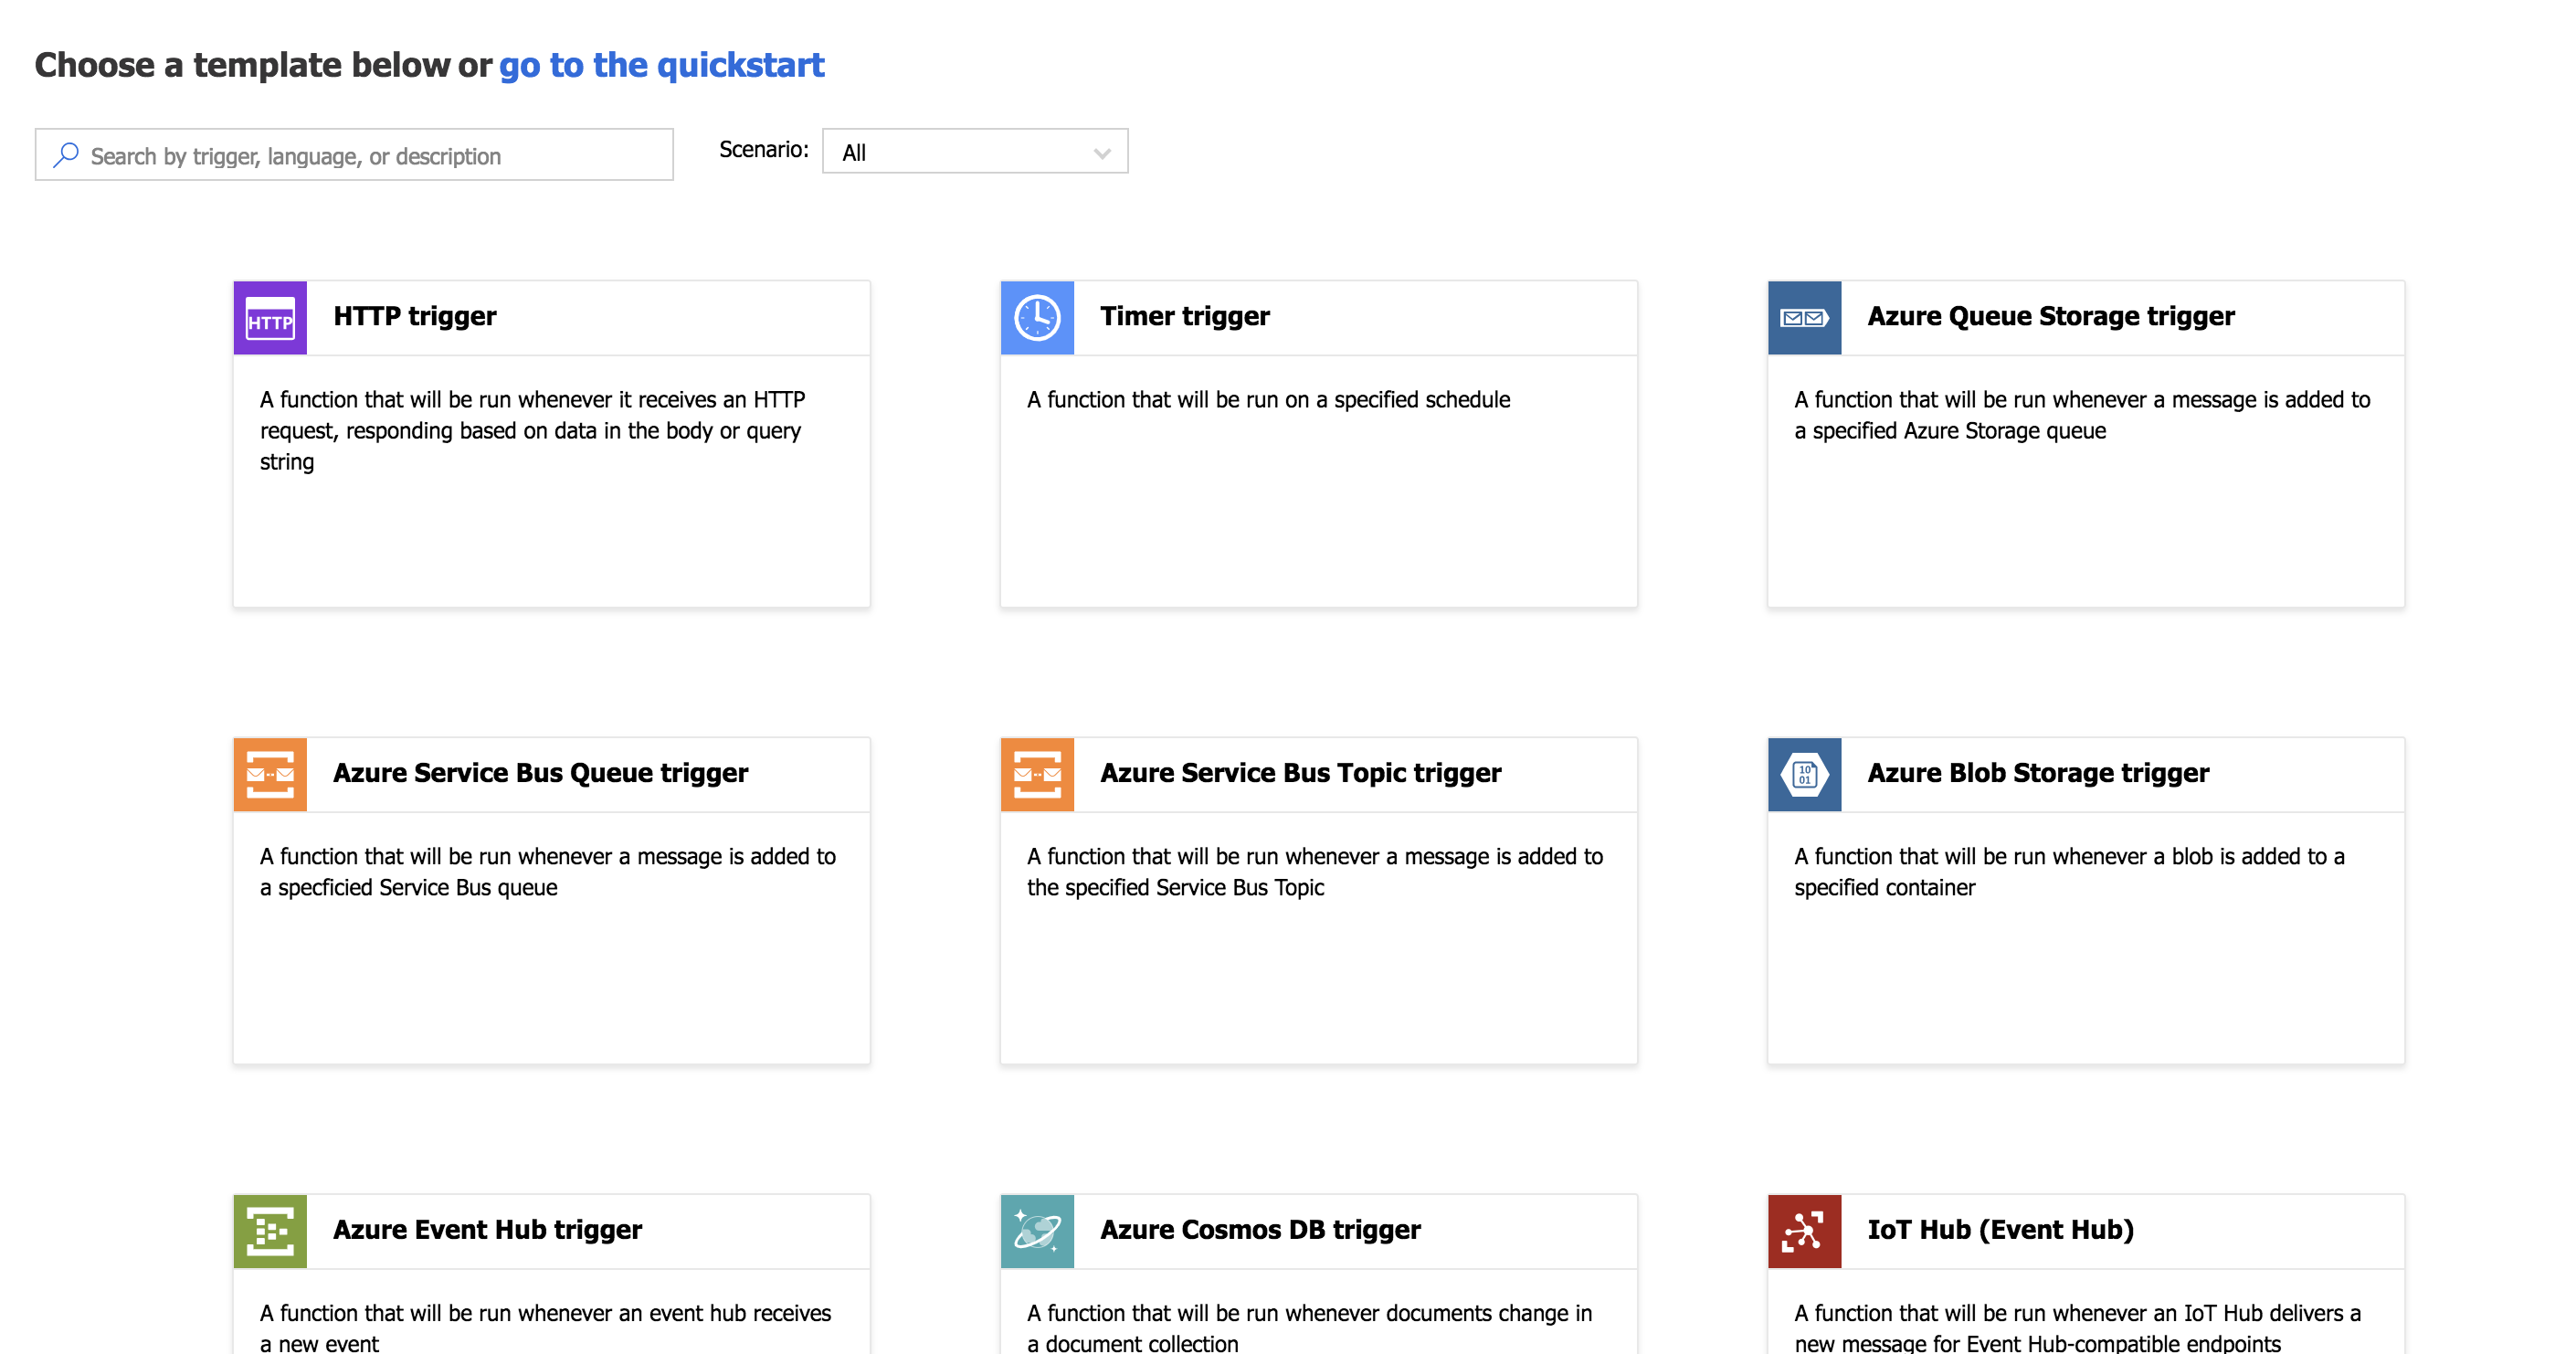 Choose a template below or go to the quickstart
Search by trigger, language, or description
Scenario:
All
HTTP
HTTP trigger
A function that will be run whenever it receives an HTTP
request, responding based on data in the body or query
string
Timer trigger
A function that will be run on a specified schedule
Azure Queue Storage trigger
A function that will be run whenever a message is added to
a specified Azure Storage queue
Azure Service Bus Queue trigger
A function that will be run whenever a message is added to
a specficied Service Bus queue
Azure Service Bus Topic trigger
A function that will be run whenever a message is added to
the specified Service Bus Topic
10
01
Azure Blob Storage trigger
A function that will be run whenever a blob is added to a
specified container
Azure Event Hub trigger
A function that will be run whenever an event hub receives
a new event
Azure Cosmos DB trigger
A function that will be run whenever documents change in
a document collection
IoT Hub (Event Hub)
A function that will be run whenever an IoT Hub delivers a
new message for Event Hub-compatible endpoints